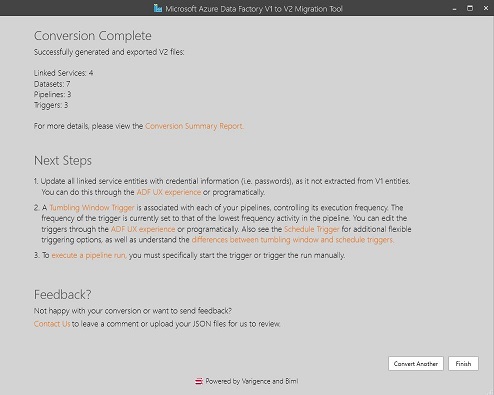 Microsoft Azure Data Factory V1 to V2 Migration Tool
Conversion Complete
Successfully generated and exported V2 files:
Linked Services: 4
Datasets: 7
Pipelines: 3
Triggers: 3
For more details, please view the Conversion Summary Report.
Next Steps
1. Update all linked service entities with credential information (i.e. passwords), as it not extracted from V1 entities.
You can do this through the ADF UX experience or programatically.
2. A Tumbling Window Trigger is associated with each of your pipelines, controlling its execution frequency. The
frequency of the trigger is currently set to that of the lowest frequency activity in the pipeline. You can edit the
triggers through the ADF UX experience or programatically. Also see the Schedule Trigger for additional flexible
triggering options, as well as understand the differences between tumbling window and schedule triggers.
3. To execute a pipeline run, you must specifically start the trigger or trigger the run manually.
Feedback?
Not happy with your conversion or want to send feedback?
Contact Us to leave a comment or upload your JSON files for us to review.
Convert Another
Finish
Powered by Varigence and Biml